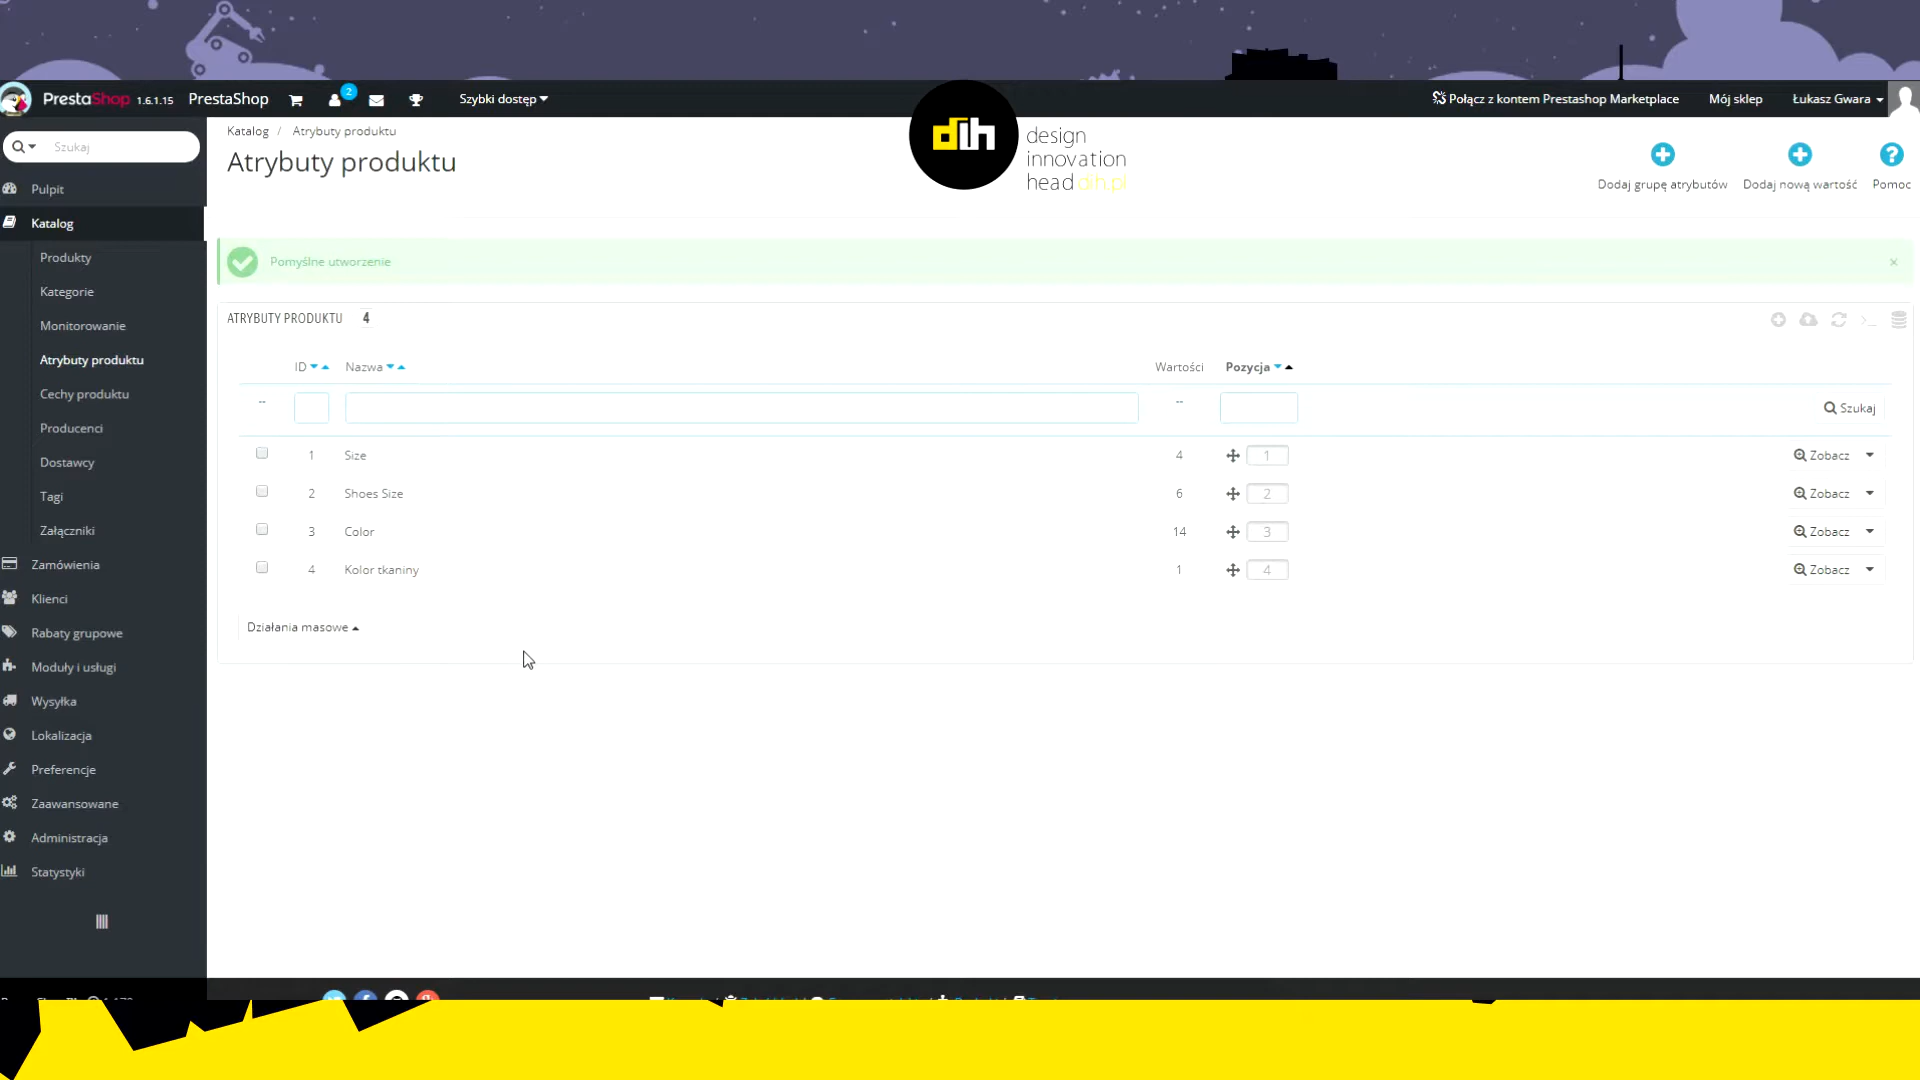 PrestaShop 1.6.1.15 PrestaShop 2 Szybki dostęp Połącz z kontem Prestashop Marketplace Mój sklep Łukasz Gwara
Szukaj
Pulpit
Katalog
Produkty
Kategorie
Monitorowanie
Atrybuty produktu
Cechy produktu
Producenci
Dostawcy
Tagi
Załączniki
Zamówienia
Klienci
Rabaty grupowe
Moduły i usługi
Wysyłka
Lokalizacja
Preferencje
Zaawansowane
Administracja
Statystyki
Katalog / Atrybuty produktu
Atrybuty produktu
dih
design
innovation
head dih.pl
Dodaj grupę atrybutów Dodaj nową wartość Pomoc
Pomyślne utworzenie ×
ATRYBUTY PRODUKTU 4
ID Nazwa Wartości Pozycja
-- -- Szukaj
1 Size 4 1 Zobacz
2 Shoes Size 6 2 Zobacz
3 Color 14 3 Zobacz
4 Kolor tkaniny 1 4 Zobacz
Działania masowe